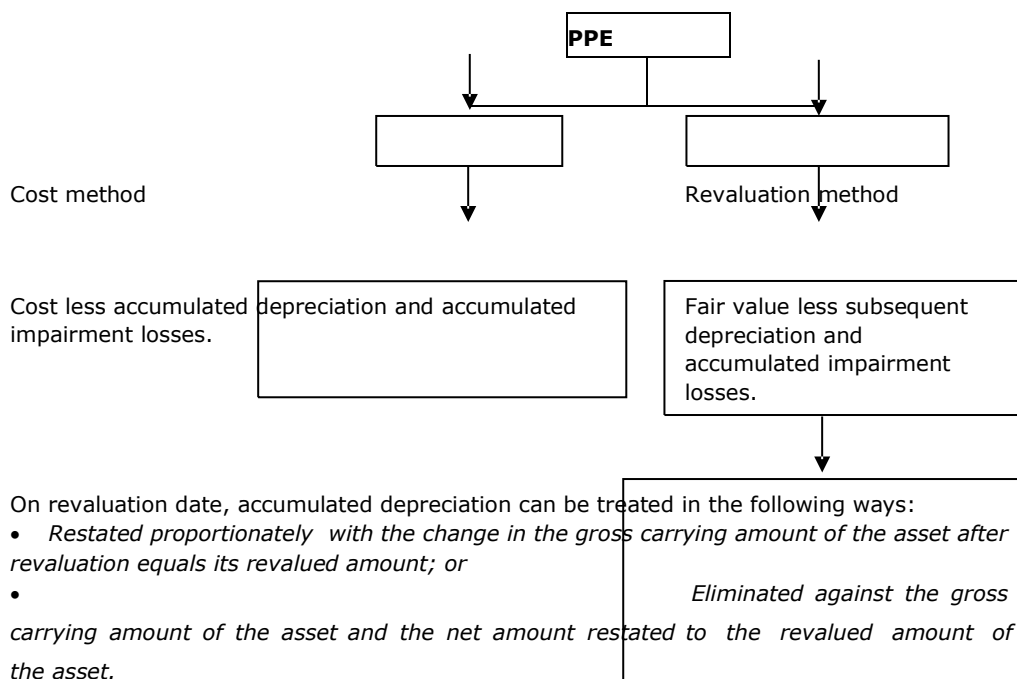 PPE
Cost method
Revaluation method
Cost less accumulated depreciation and accumulated
impairment losses.
Fair value less subsequent
depreciation and
accumulated impairment
losses.
On revaluation date, accumulated depreciation can be treated in the following ways:
• Restated proportionately with the change in the gross carrying amount of the asset after
revaluation equals its revalued amount; or
• Eliminated against the gross
carrying amount of the asset and the net amount restated to the revalued amount of
the asset.